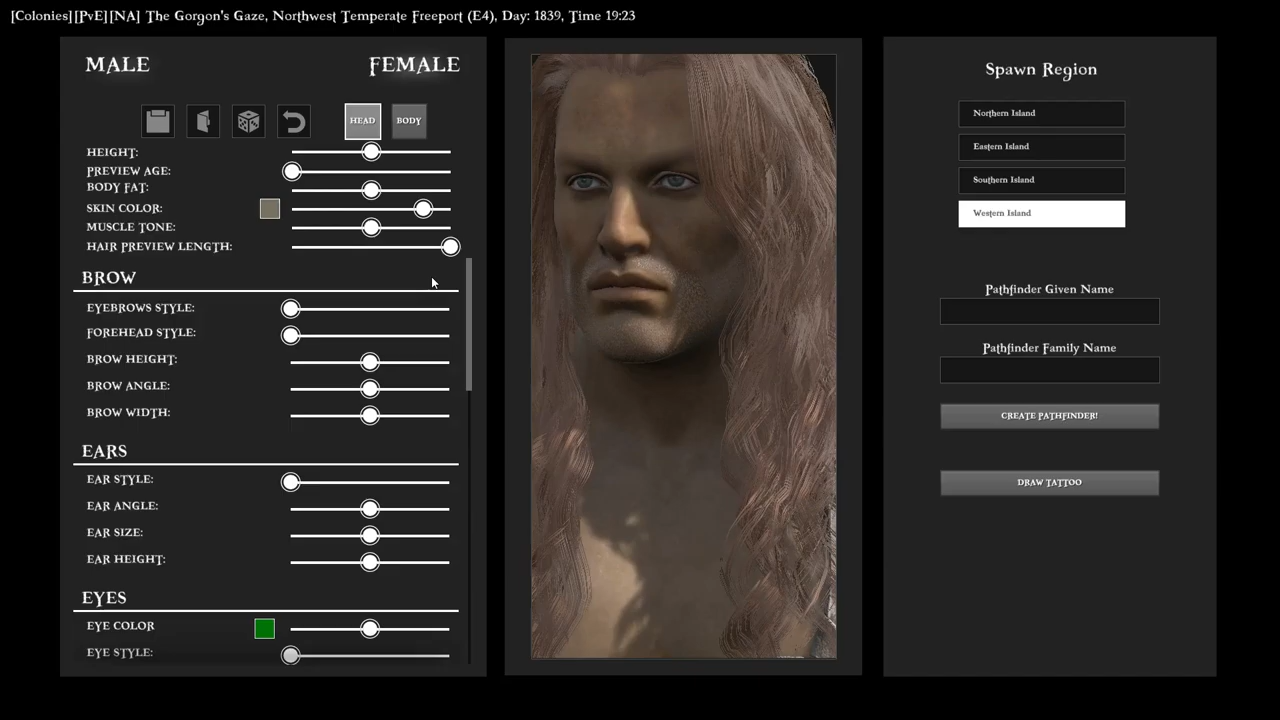 [Colonies][PvE][NA] The Gorgon's Gaze, Northwest Temperate Freeport (E4), Day: 1839, Time 19:23
MALE
FEMALE
HEAD
BODY
HEIGHT:
PREVIEW AGE:
BODY FAT:
SKIN COLOR:
MUSCLE TONE:
HAIR PREVIEW LENGTH:
BROW
EYEBROWS STYLE:
FOREHEAD STYLE:
BROW HEIGHT:
BROW ANGLE:
BROW WIDTH:
EARS
EAR STYLE:
EAR ANGLE:
EAR SIZE:
EAR HEIGHT:
EYES
EYE COLOR
EYE STYLE:
Spawn Region
Northern Island
Eastern Island
Southern Island
Western Island
Pathfinder Given Name
Pathfinder Family Name
CREATE PATHFINDER!
DRAW TATTOO